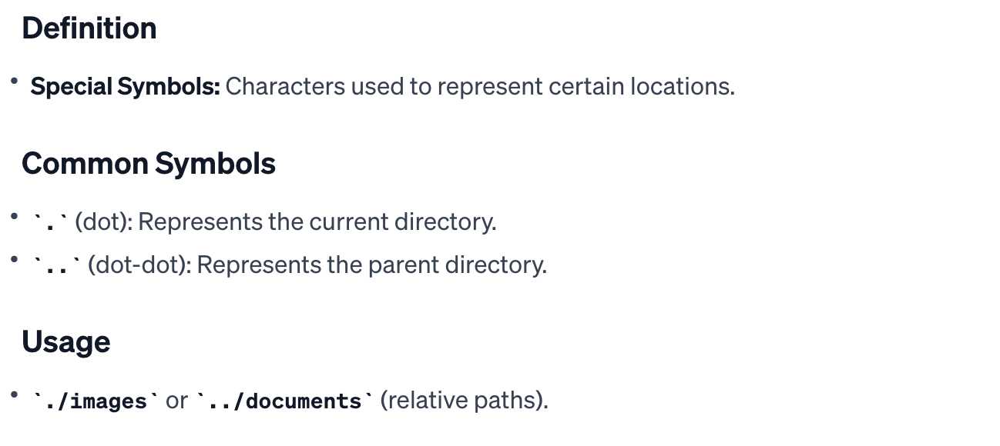 Definition
• Special Symbols: Characters used to represent certain locations.
Common Symbols
• `.` (dot): Represents the current directory.
• `..` (dot-dot): Represents the parent directory.
Usage
• `./images` or `../documents` (relative paths).